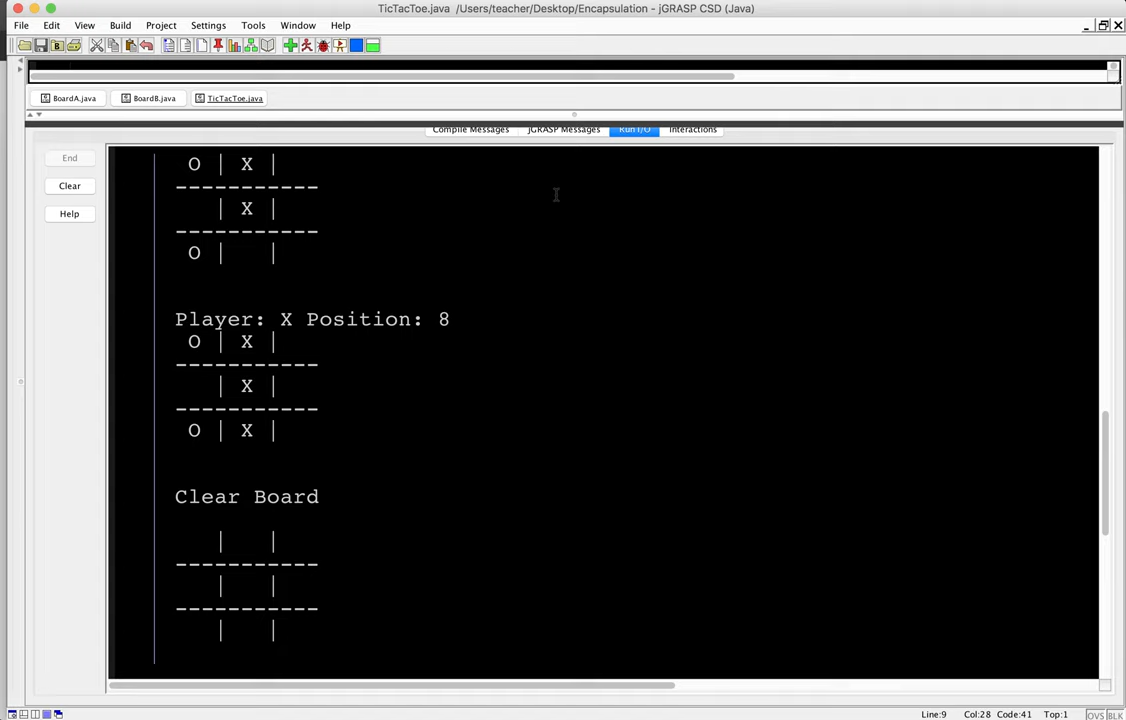 TicTacToe.java /Users/teacher/Desktop/Encapsulation - jGRASP CSD (Java)
File Edit View Build Project Settings Tools Window Help
BoardA.java BoardB.java TicTacToe.java
Compile Messages jGRASP Messages Run I/O Interactions
End
Clear
Help
O | X |
-----------
| X |
-----------
O | |
Player: X Position: 8
O | X |
-----------
| X |
-----------
O | X |
Clear Board
| |
-----------
| |
-----------
| |
Line:9 Col:28 Code:41 Top:1 OVS BLK